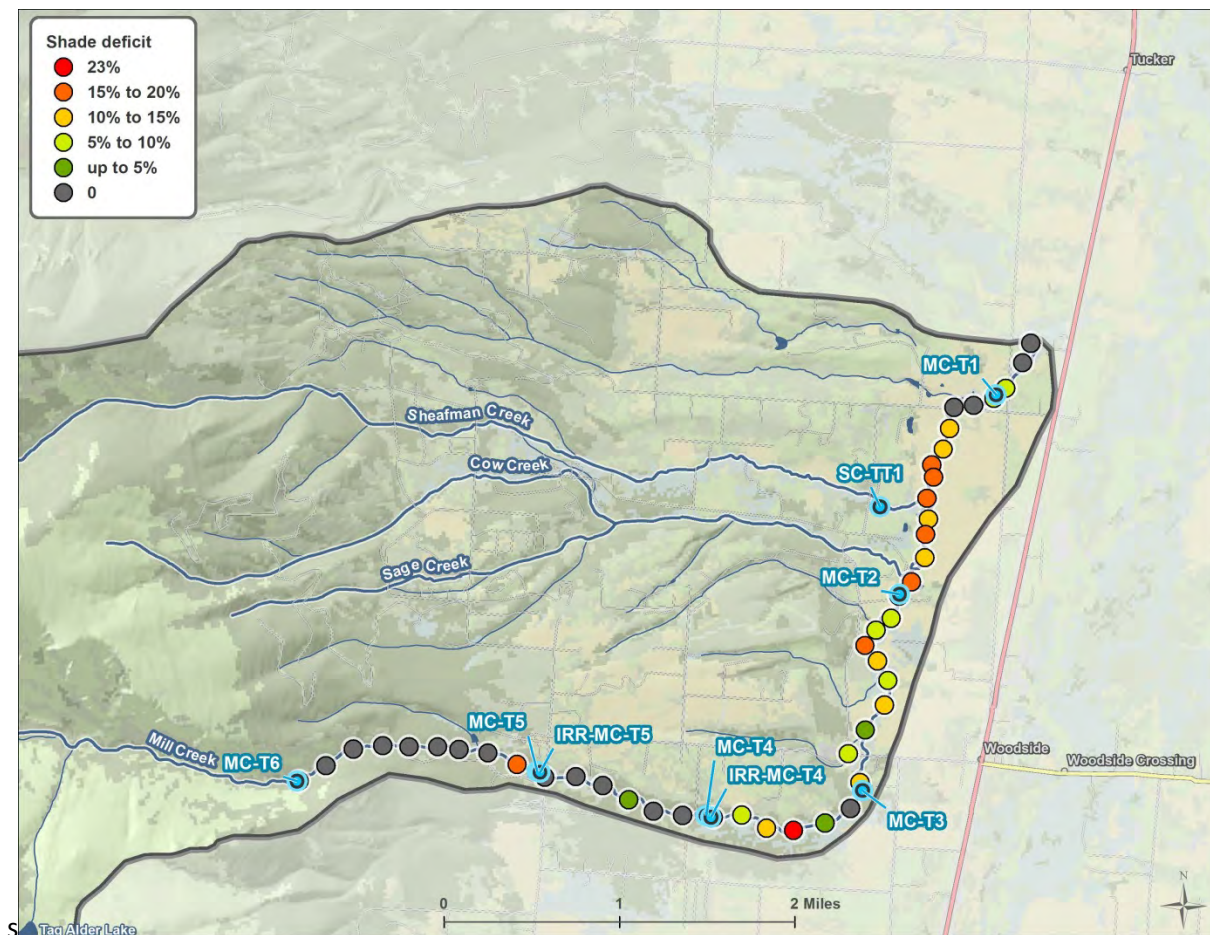 Shade deficit
23%
15% to 20%
10% to 15%
5% to 10%
up to 5%
0
Tucker
MC-T1
Sheafman Creek
Cow Creek
SC-TT1
Sage Creek
MC-T2
Mill Creek
MC-T6
MC-T5
IRR-MC-T5
MC-T4
IRR-MC-T4
MC-T3
Woodside
Woodside Crossing
0 1 2 Miles
N
S
Tag Alder Lake